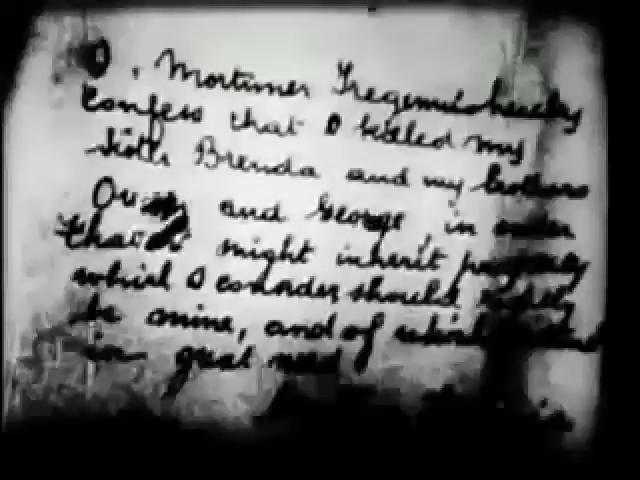 I, Mortimer Tregennis hereby
confess that I killed my
sister Brenda and my brothers
Owen and George, in order
that I might inherit property
which I consider should rightly
be mine, and of which I stand
in great need